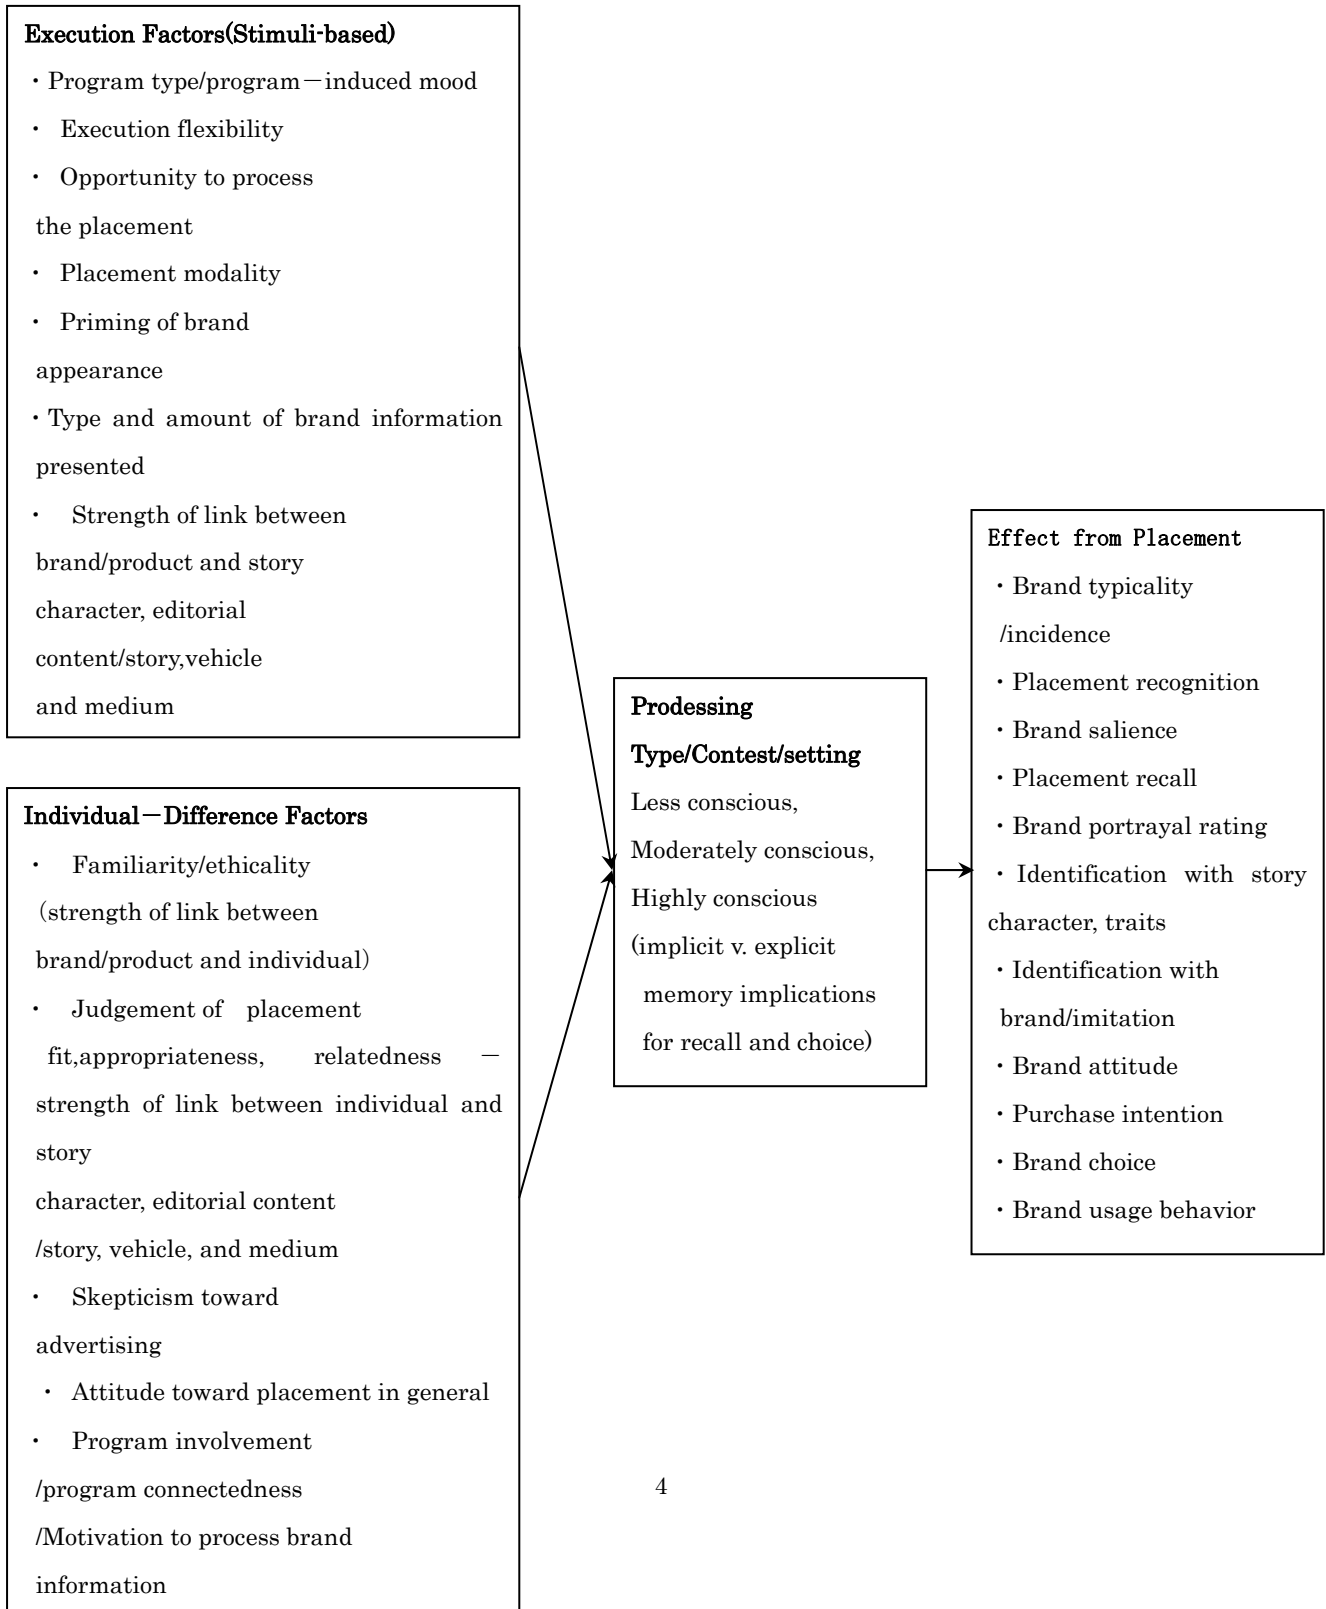 Execution Factors(Stimuli-based)
・Program type/program－induced mood
・ Execution flexibility
・ Opportunity to process
the placement
・ Placement modality
・ Priming of brand
appearance
・Type and amount of brand information
presented
・ Strength of link between
brand/product and story
character, editorial
content/story,vehicle
and medium
Individual－Difference Factors
・ Familiarity/ethicality
（strength of link between
brand/product and individual）
・ Judgement of placement
fit,appropriateness, relatedness －
strength of link between individual and
story
character, editorial content
/story, vehicle, and medium
・ Skepticism toward
advertising
・ Attitude toward placement in general
・ Program involvement
/program connectedness
/Motivation to process brand
information
Prodessing
Type/Contest/setting
Less conscious,
Moderately conscious,
Highly conscious
(implicit v. explicit
memory implications
for recall and choice)
Effect from Placement
・Brand typicality
/incidence
・Placement recognition
・Brand salience
・Placement recall
・Brand portrayal rating
・Identification with story
character, traits
・Identification with
brand/imitation
・Brand attitude
・Purchase intention
・Brand choice
・Brand usage behavior
4